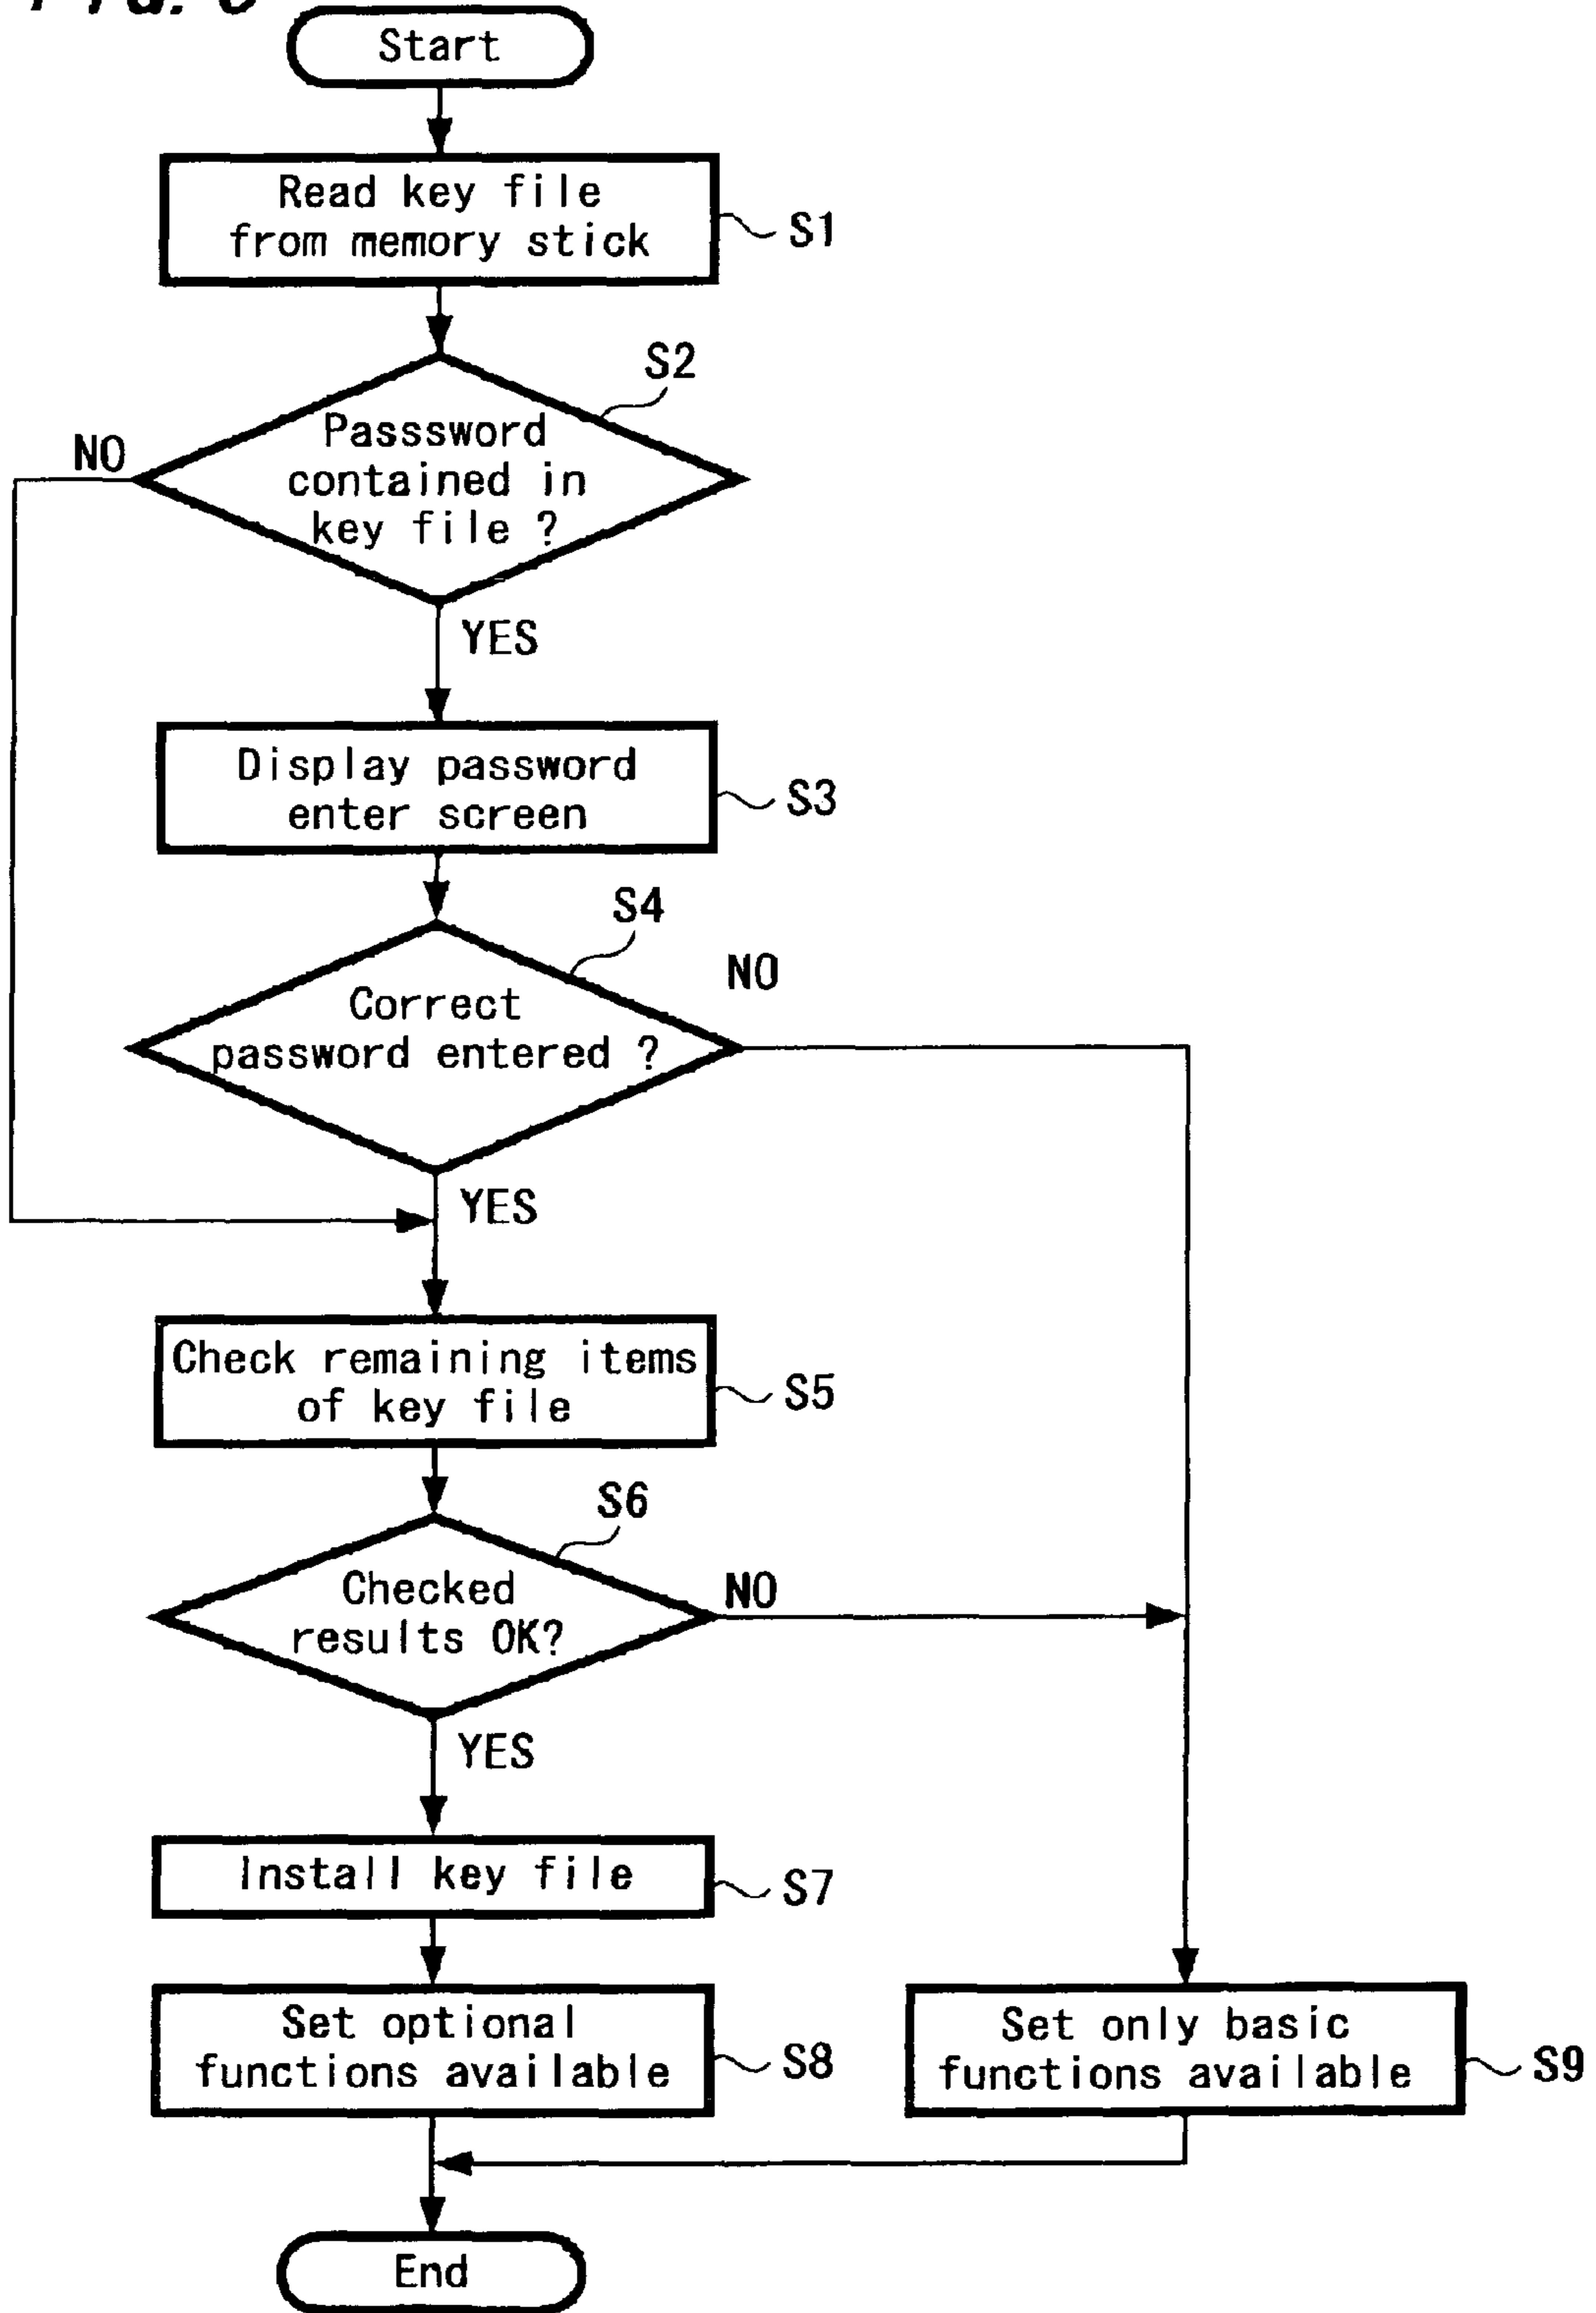 Start
Read key file
from memory stick
S1
S2
NO
Passsword
contained in
key file ?
YES
Display password
enter screen
S3
S4
NO
Correct
password entered ?
YES
Check remaining items
of key file
S5
S6
NO
Checked
results OK?
YES
Install key file
S7
Set optional
functions available
S8
Set only basic
functions available
S9
End